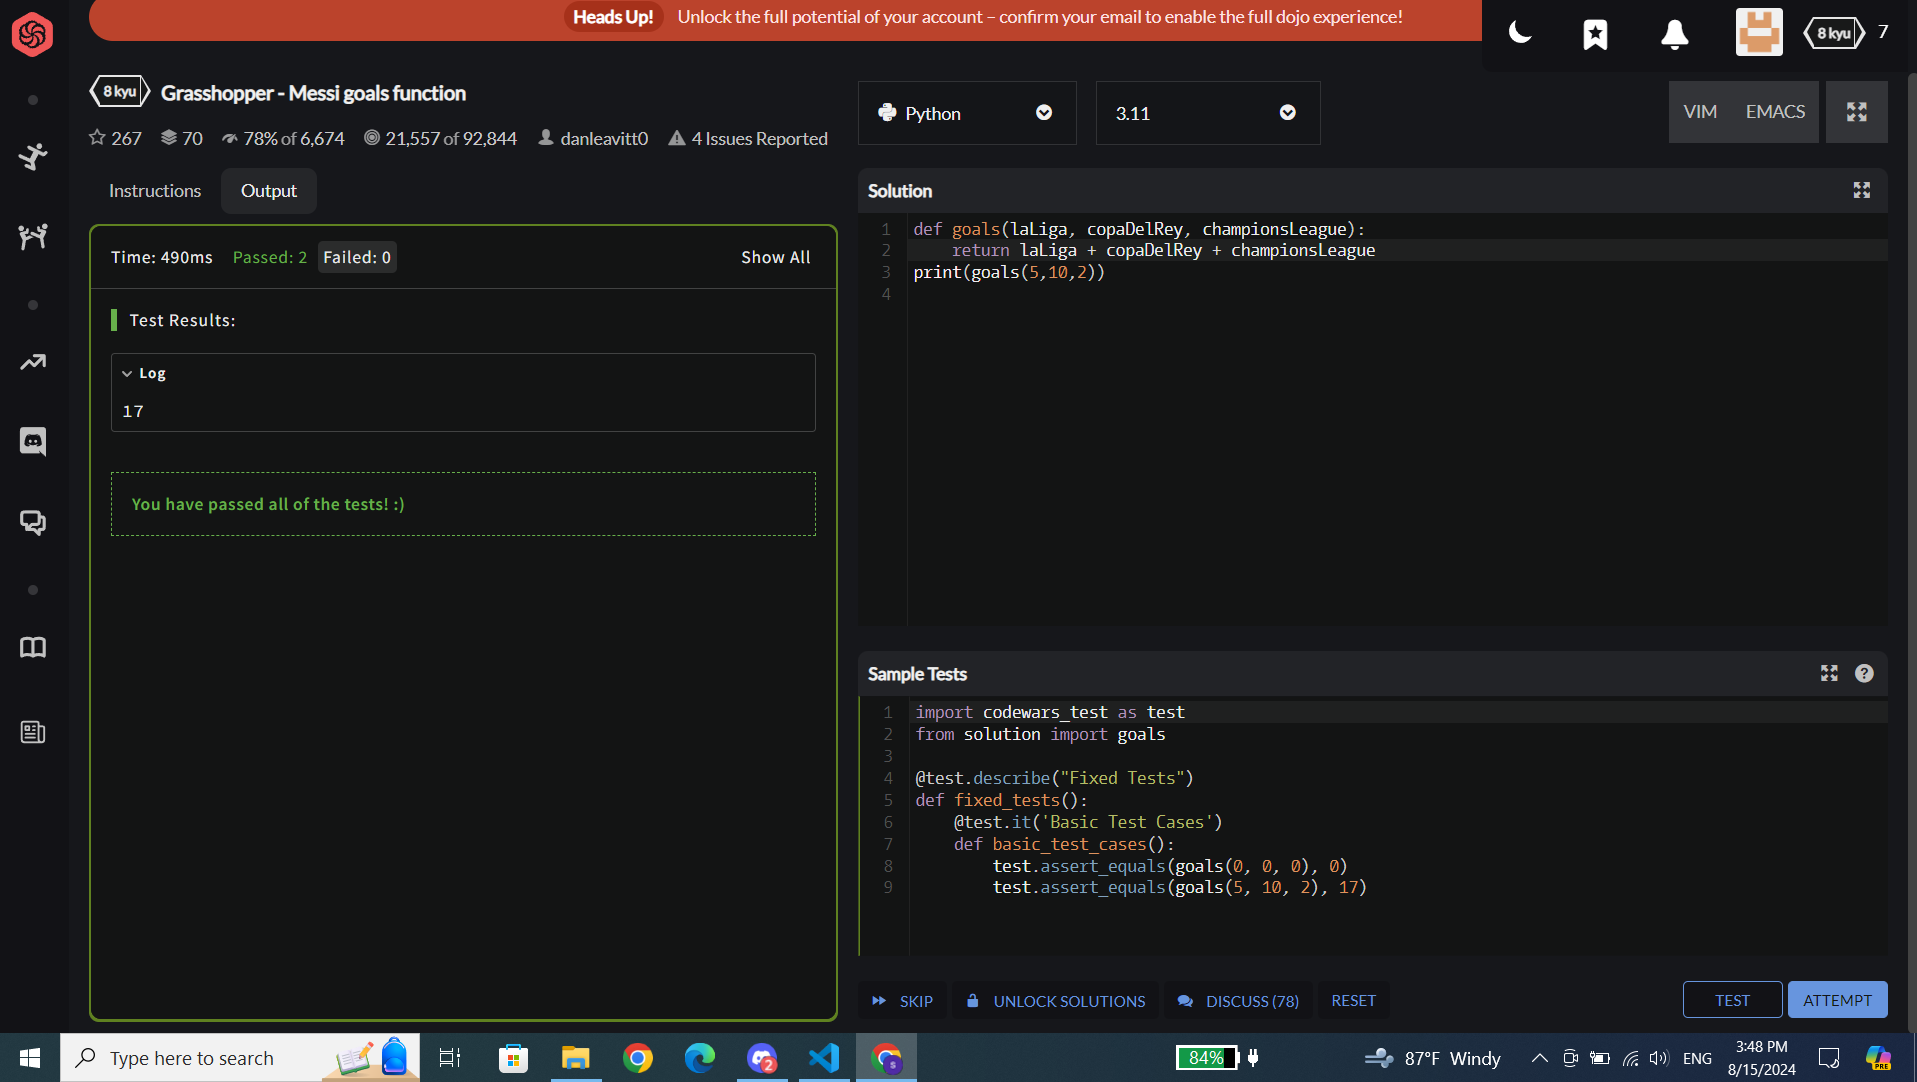 Heads Up! Unlock the full potential of your account – confirm your email to enable the full dojo experience!
8 kyu 7
8 kyu Grasshopper - Messi goals function
267 70 78% of 6,674 21,557 of 92,844 danleavitt0 4 Issues Reported
Python 3.11 VIM EMACS
Instructions Output
Time: 490ms Passed: 2 Failed: 0 Show All
Test Results:
Log
17
You have passed all of the tests! :)
Solution
1 def goals(laLiga, copaDelRey, championsLeague):
2 return laLiga + copaDelRey + championsLeague
3 print(goals(5,10,2))
4
Sample Tests
1 import codewars_test as test
2 from solution import goals
3
4 @test.describe("Fixed Tests")
5 def fixed_tests():
6 @test.it('Basic Test Cases')
7 def basic_test_cases():
8 test.assert_equals(goals(0, 0, 0), 0)
9 test.assert_equals(goals(5, 10, 2), 17)
SKIP UNLOCK SOLUTIONS DISCUSS (78) RESET TEST ATTEMPT
Type here to search 2 S 84% 87°F Windy ENG 3:48 PM
8/15/2024 PRE